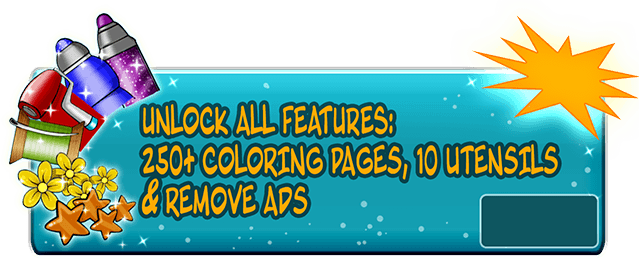 UNLOCK ALL FEATURES:
250+ COLORING PAGES, 10 UTENSILS
& REMOVE ADS